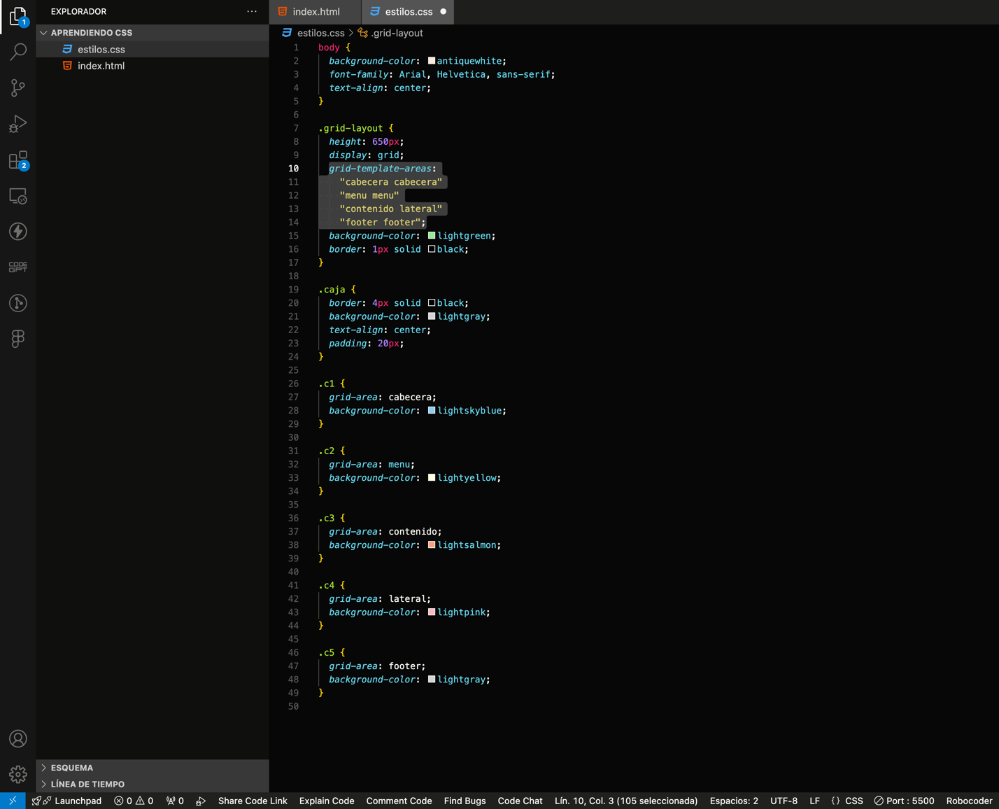 EXPLORADOR
APRENDIENDO CSS
estilos.css
index.html
ESQUEMA
LÍNEA DE TIEMPO
1
2
CODE
GPT
index.html
estilos.css
estilos.css > .grid-layout
1 body {
2 background-color: antiquewhite;
3 font-family: Arial, Helvetica, sans-serif;
4 text-align: center;
5 }
6
7 .grid-layout {
8 height: 650px;
9 display: grid;
10 grid-template-areas:
11 "cabecera cabecera"
12 "menu menu"
13 "contenido lateral"
14 "footer footer";
15 background-color: lightgreen;
16 border: 1px solid black;
17 }
18
19 .caja {
20 border: 4px solid black;
21 background-color: lightgray;
22 text-align: center;
23 padding: 20px;
24 }
25
26 .c1 {
27 grid-area: cabecera;
28 background-color: lightskyblue;
29 }
30
31 .c2 {
32 grid-area: menu;
33 background-color: lightyellow;
34 }
35
36 .c3 {
37 grid-area: contenido;
38 background-color: lightsalmon;
39 }
40
41 .c4 {
42 grid-area: lateral;
43 background-color: lightpink;
44 }
45
46 .c5 {
47 grid-area: footer;
48 background-color: lightgray;
49 }
50
Launchpad 0 0 0 Share Code Link Explain Code Comment Code Find Bugs Code Chat Lín. 10, Col. 3 (105 seleccionada) Espacios: 2 UTF-8 LF {} CSS Port : 5500 Robocoder